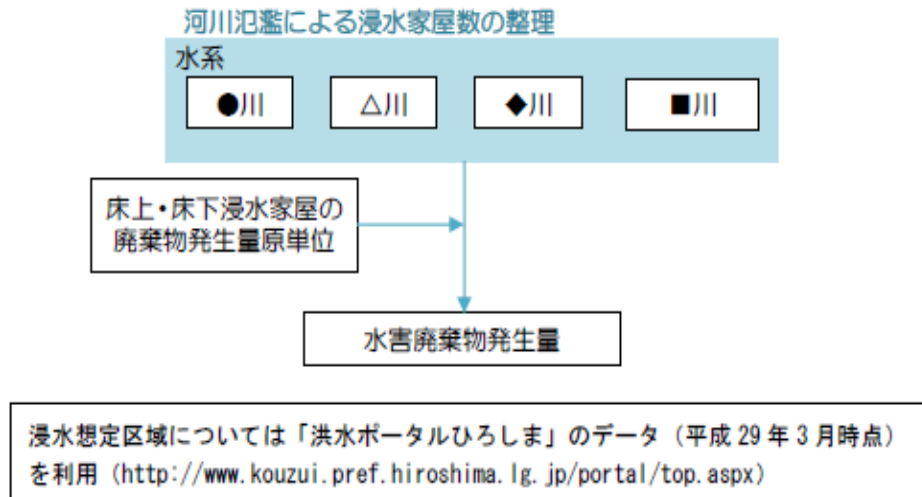 河川氾濫による浸水家屋数の整理
水系
●川 △川 ◆川 ■川
床上・床下浸水家屋の
廃棄物発生量原単位
水害廃棄物発生量
浸水想定区域については「洪水ポータルひろしま」のデータ（平成 29 年 3 月時点）
を利用（http://www.kouzui.pref.hiroshima.lg.jp/portal/top.aspx）